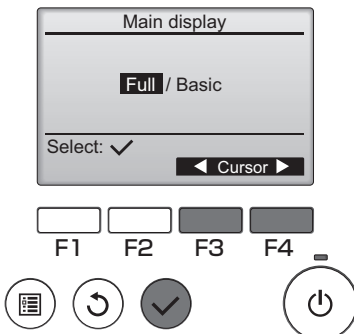 Main display
Full / Basic
Select: ✓
◀ Cursor ▶
F1 F2 F3 F4